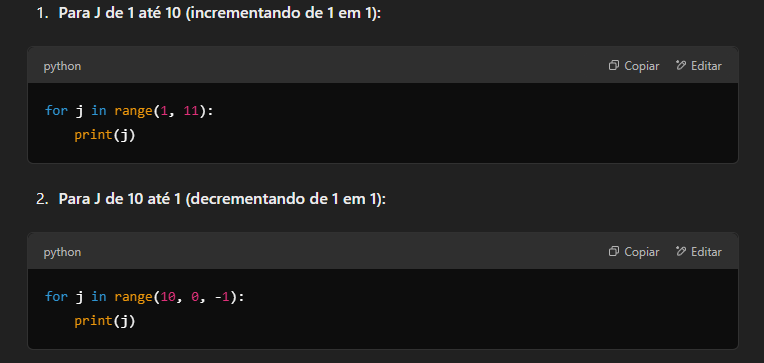 1. Para J de 1 até 10 (incrementando de 1 em 1):
python Copiar Editar
for j in range(1, 11):
    print(j)
2. Para J de 10 até 1 (decrementando de 1 em 1):
python Copiar Editar
for j in range(10, 0, -1):
    print(j)